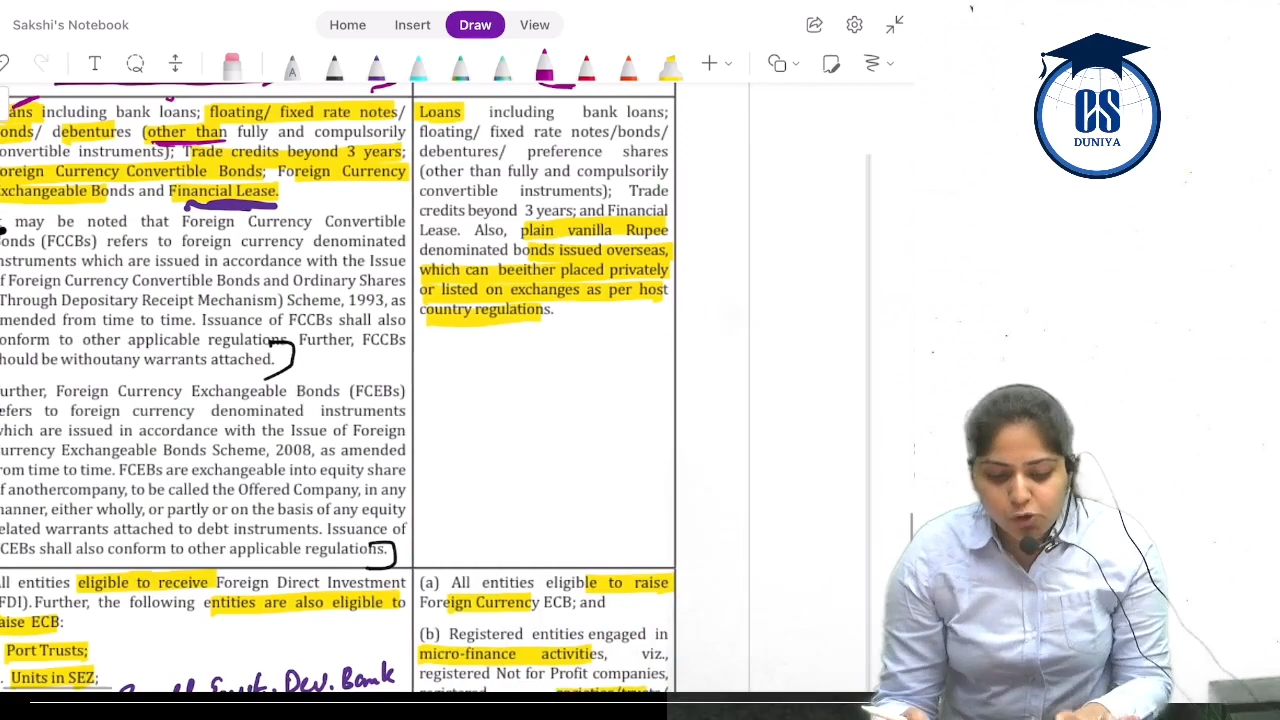 Sakshi's Notebook
Home Insert Draw View
ans including bank loans; floating/ fixed rate notes/
onds/ debentures (other than fully and compulsorily
onvertible instruments); Trade credits beyond 3 years;
oreign Currency Convertible Bonds; Foreign Currency
xchangeable Bonds and Financial Lease.
may be noted that Foreign Currency Convertible
onds (FCCBs) refers to foreign currency denominated
nstruments which are issued in accordance with the Issue
f Foreign Currency Convertible Bonds and Ordinary Shares
Through Depositary Receipt Mechanism) Scheme, 1993, as
mended from time to time. Issuance of FCCBs shall also
onform to other applicable regulations. Further, FCCBs
hould be withoutany warrants attached.
urther, Foreign Currency Exchangeable Bonds (FCEBs)
efers to foreign currency denominated instruments
which are issued in accordance with the Issue of Foreign
urrency Exchangeable Bonds Scheme, 2008, as amended
rom time to time. FCEBs are exchangeable into equity share
f anothercompany, to be called the Offered Company, in any
manner, either wholly, or partly or on the basis of any equity
elated warrants attached to debt instruments. Issuance of
CEBs shall also conform to other applicable regulations.
ll entities eligible to receive Foreign Direct Investment
FDI). Further, the following entities are also eligible to
aise ECB:
Port Trusts;
Units in SEZ;
Dev. Bank
Loans including bank loans;
floating/ fixed rate notes/bonds/
debentures/ preference shares
(other than fully and compulsorily
convertible instruments); Trade
credits beyond 3 years; and Financial
Lease. Also, plain vanilla Rupee
denominated bonds issued overseas,
which can beeither placed privately
or listed on exchanges as per host
country regulations.
(a) All entities eligible to raise
Foreign Currency ECB; and
(b) Registered entities engaged in
micro-finance activities, viz.,
registered Not for Profit companies,
registered societies/trusts/
CS
DUNIYA